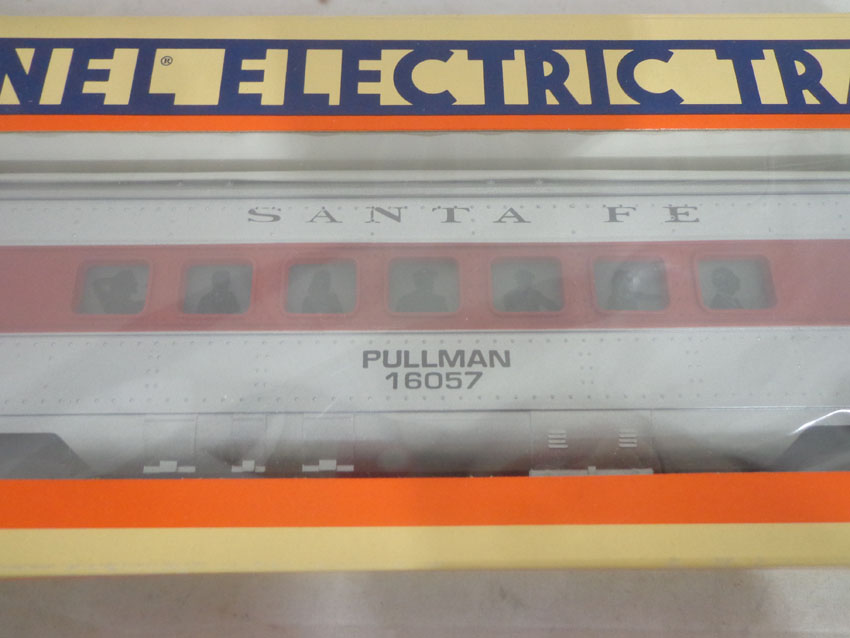 NEL® ELECTRIC TRA
SANTA FE
PULLMAN
16057